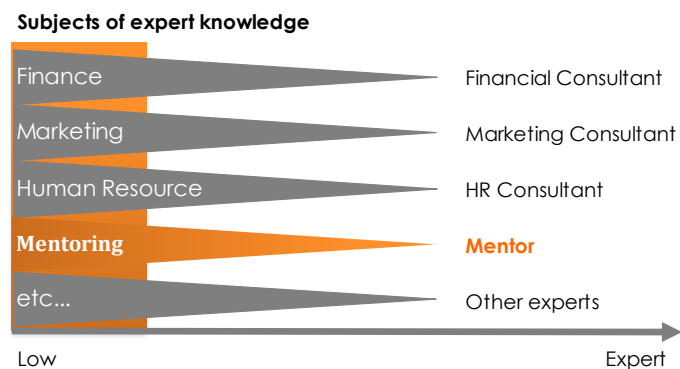 Subjects of expert knowledge
Finance
Financial Consultant
Marketing
Marketing Consultant
Human Resource
HR Consultant
Mentoring
Mentor
etc...
Other experts
Low
Expert